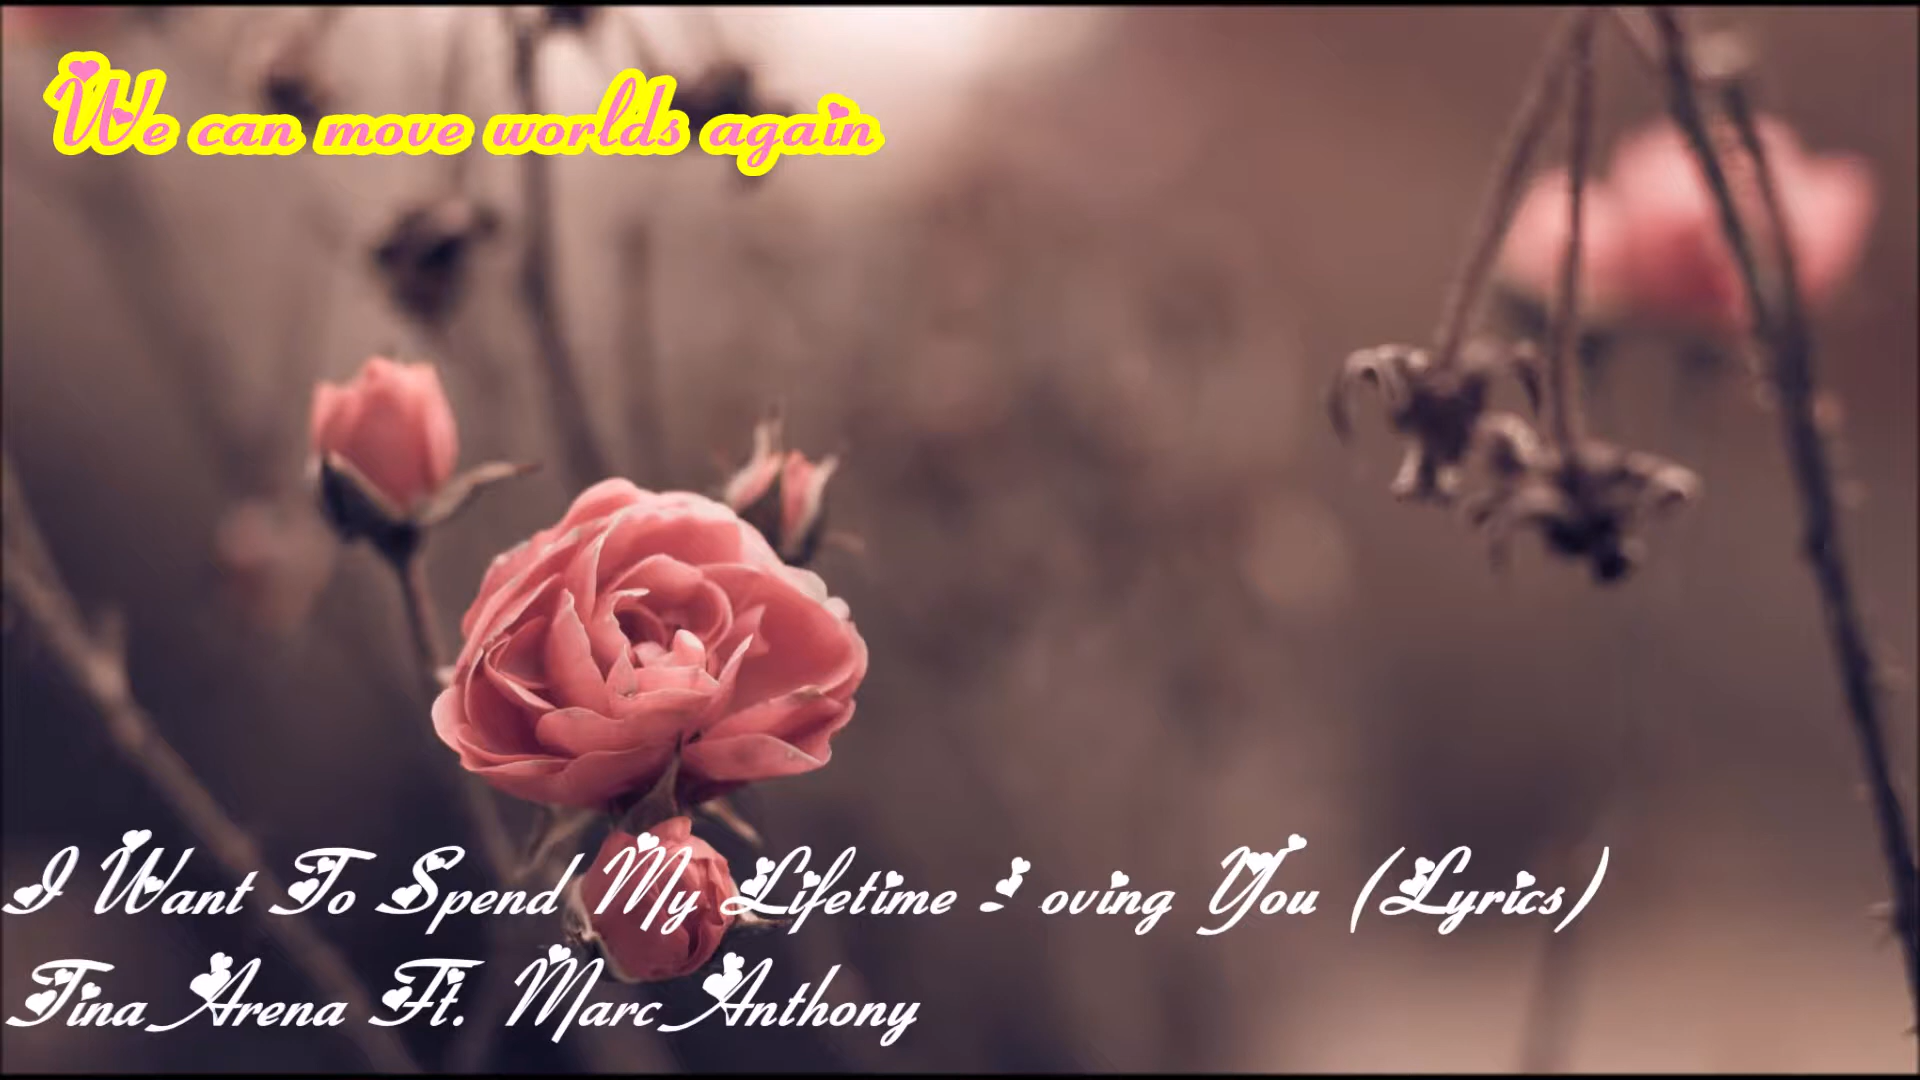 We can move worlds again
I Want To Spend My Lifetime Loving You (Lyrics)
Tina Arena Ft. Marc Anthony